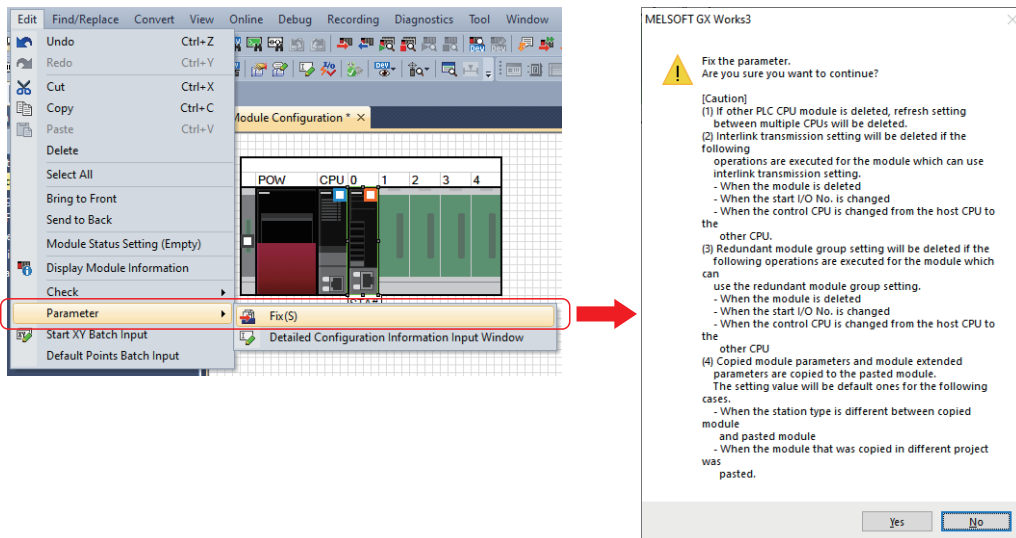 Edit Find/Replace Convert View Online Debug Recording Diagnostics Tool Window
Undo Ctrl+Z
Redo Ctrl+Y
Cut Ctrl+X
Copy Ctrl+C
Paste Ctrl+V
Delete
Select All
Bring to Front
Send to Back
Module Status Setting (Empty)
Display Module Information
Check
Parameter
Start XY Batch Input
Default Points Batch Input
Fix(S)
Detailed Configuration Information Input Window
Module Configuration *
POW CPU 0 1 2 3 4
MELSOFT GX Works3
Fix the parameter.
Are you sure you want to continue?
[Caution]
(1) If other PLC CPU module is deleted, refresh setting
between multiple CPUs will be deleted.
(2) Interlink transmission setting will be deleted if the
following
operations are executed for the module which can use
interlink transmission setting.
- When the module is deleted
- When the start I/O No. is changed
- When the control CPU is changed from the host CPU to
the
other CPU.
(3) Redundant module group setting will be deleted if the
following operations are executed for the module which
can
use the redundant module group setting.
- When the module is deleted
- When the start I/O No. is changed
- When the control CPU is changed from the host CPU to
the
other CPU
(4) Copied module parameters and module extended
parameters are copied to the pasted module.
The setting value will be default ones for the following
cases.
- When the station type is different between copied
module
and pasted module
- When the module that was copied in different project
was
pasted.
Yes No